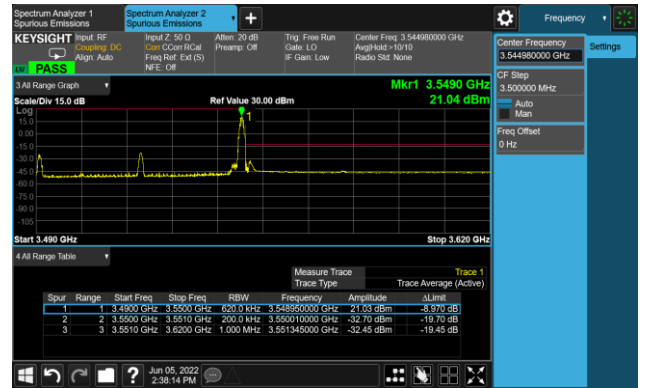 Spectrum Analyzer 1
Spurious Emissions
Spectrum Analyzer 2
Spurious Emissions
Frequency
KEYSIGHT
Input: RF
Coupling: DC
Align: Auto
Input Z: 50 Ω
Corr CCorr RCal
Freq Ref: Ext (S)
NFE: Off
Atten: 20 dB
Preamp: Off
Trig: Free Run
Gate: LO
IF Gain: Low
Center Freq: 3.544980000 GHz
Avg|Hold:>10/10
Radio Std: None
PASS
Center Frequency
3.544980000 GHz
Settings
CF Step
3.500000 MHz
Auto
Man
Freq Offset
0 Hz
3 All Range Graph
Mkr1 3.5490 GHz
21.04 dBm
Scale/Div 15.0 dB
Ref Value 30.00 dBm
Log
15.0
0.00
-15.0
-30.0
-45.0
-60.0
-75.0
-90.0
-105
1
Start 3.490 GHz
Stop 3.620 GHz
4 All Range Table
Measure Trace Trace 1
Trace Type Trace Average (Active)
Spur Range Start Freq Stop Freq RBW Frequency Amplitude ΔLimit
1 1 3.4900 GHz 3.5500 GHz 620.0 kHz 3.548950000 GHz 21.03 dBm -8.970 dB
2 2 3.5500 GHz 3.5510 GHz 200.0 kHz 3.550010000 GHz -32.70 dBm -19.70 dB
3 3 3.5510 GHz 3.6200 GHz 1.000 MHz 3.551345000 GHz -32.45 dBm -19.45 dB
Jun 05, 2022
2:38:14 PM